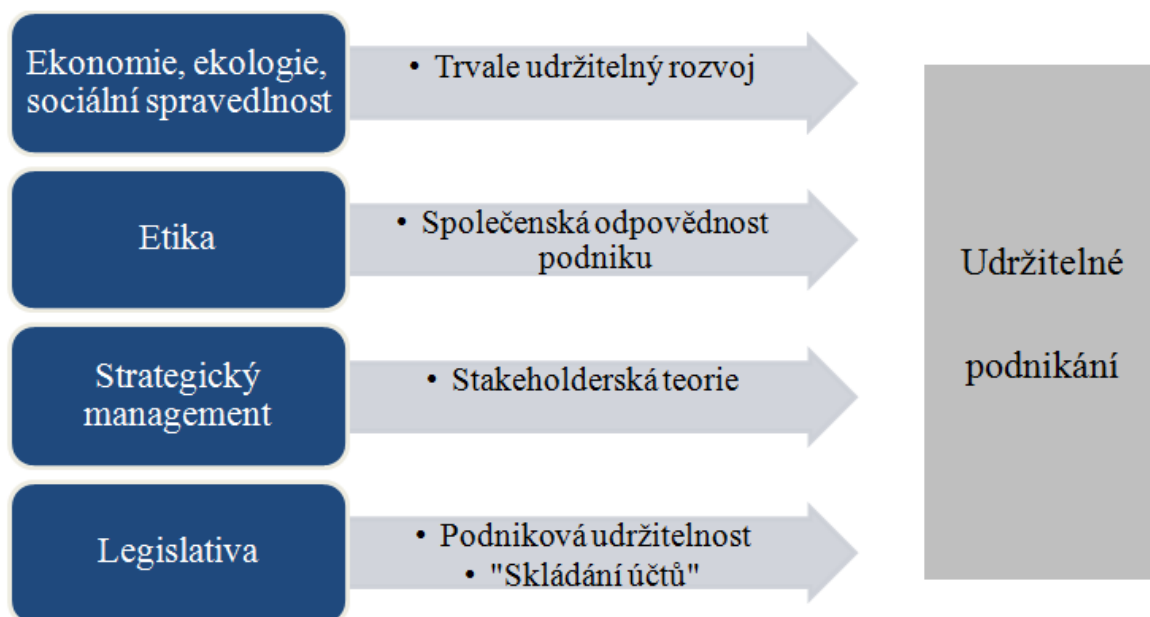 Ekonomie, ekologie,
sociální spravedlnost
• Trvale udržitelný rozvoj
Etika
• Společenská odpovědnost
podniku
Strategický
management
• Stakeholderská teorie
Legislativa
• Podniková udržitelnost
• "Skládání účtů"
Udržitelné
podnikání